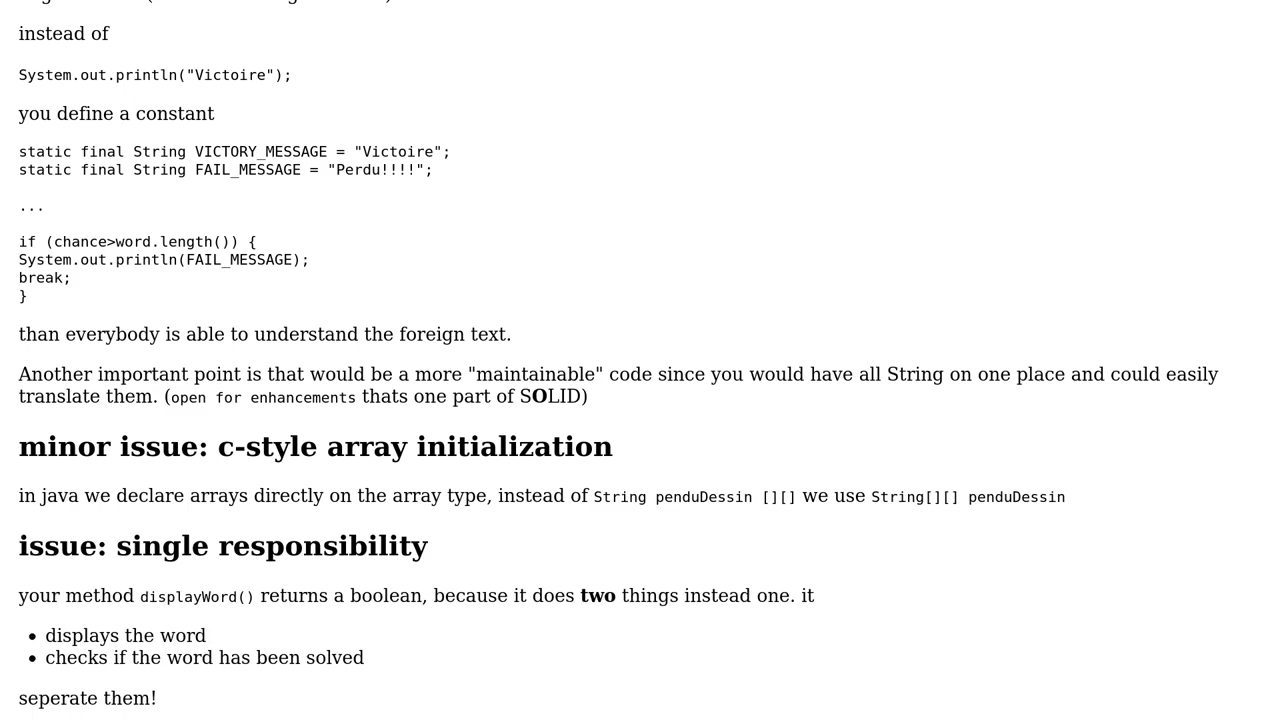 instead of
System.out.println("Victoire");
you define a constant
static final String VICTORY_MESSAGE = "Victoire";
static final String FAIL_MESSAGE = "Perdu!!!!";
...
if (chance>word.length()) {
System.out.println(FAIL_MESSAGE);
break;
}
than everybody is able to understand the foreign text.
Another important point is that would be a more "maintainable" code since you would have all String on one place and could easily
translate them. (open for enhancements thats one part of SOLID)
minor issue: c-style array initialization
in java we declare arrays directly on the array type, instead of String penduDessin [][] we use String[][] penduDessin
issue: single responsibility
your method displayWord() returns a boolean, because it does two things instead one. it
• displays the word
• checks if the word has been solved
seperate them!